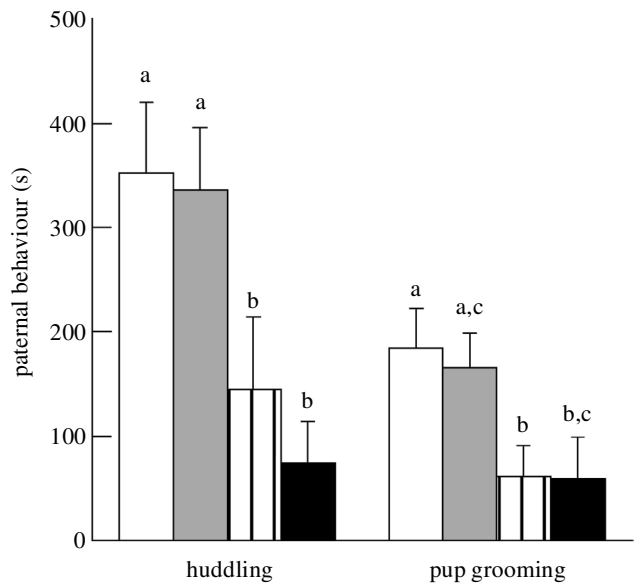 500
400
300
200
100
0
paternal behaviour (s)
a
a
b
b
a
a,c
b
b,c
huddling
pup grooming